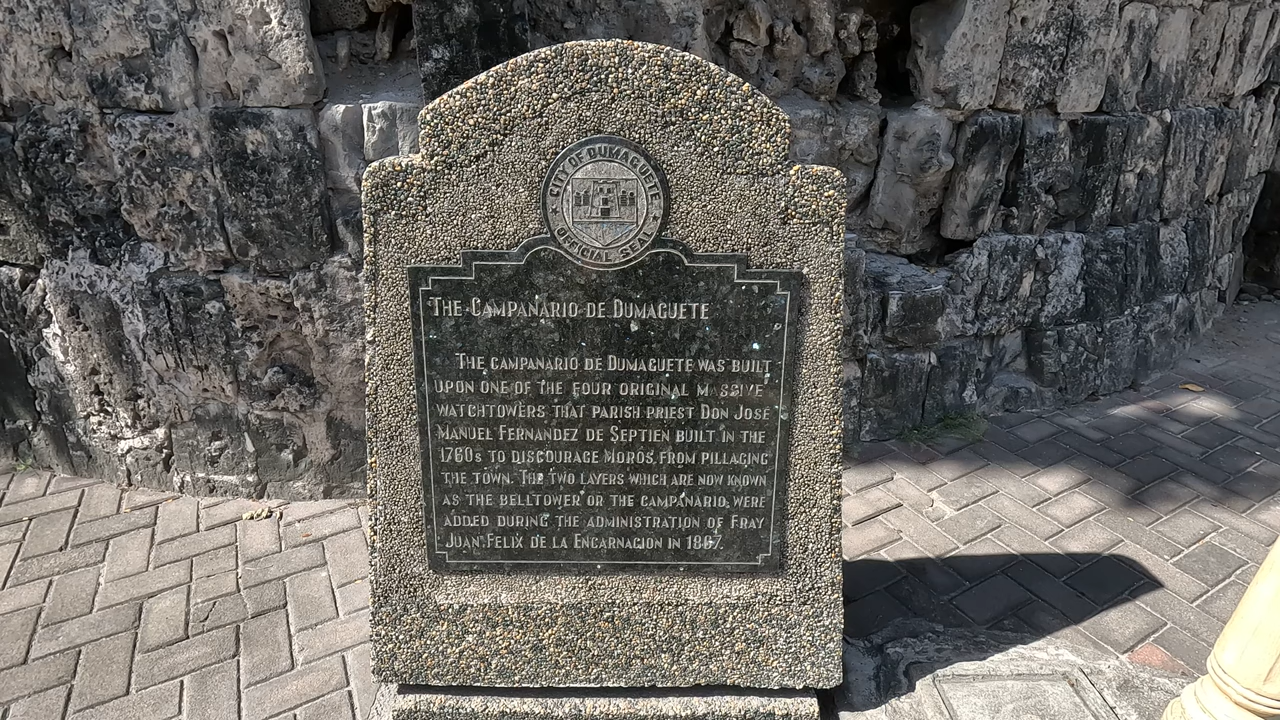 CITY OF DUMAGUETE
OFFICIAL SEAL
THE CAMPANARIO DE DUMAGUETE
THE CAMPANARIO DE DUMAGUETE WAS BUILT
UPON ONE OF THE FOUR ORIGINAL MASSIVE
WATCHTOWERS THAT PARISH PRIEST DON JOSÉ
MANUEL FERNANDEZ DE SEPTIEN BUILT IN THE
1760S TO DISCOURAGE MOROS FROM PILLAGING
THE TOWN. THE TWO LAYERS WHICH ARE NOW KNOWN
AS THE BELLTOWER OR THE CAMPANARIO WERE
ADDED DURING THE ADMINISTRATION OF FRAY
JUAN FELIX DE LA ENCARNACION IN 1867.